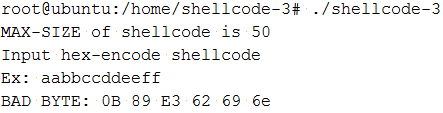 root@ubuntu:/home/shellcode-3# ./shellcode-3
MAX-SIZE of shellcode is 50
Input hex-encode shellcode
Ex: aabbccddeeff
BAD BYTE: 0B 89 E3 62 69 6e